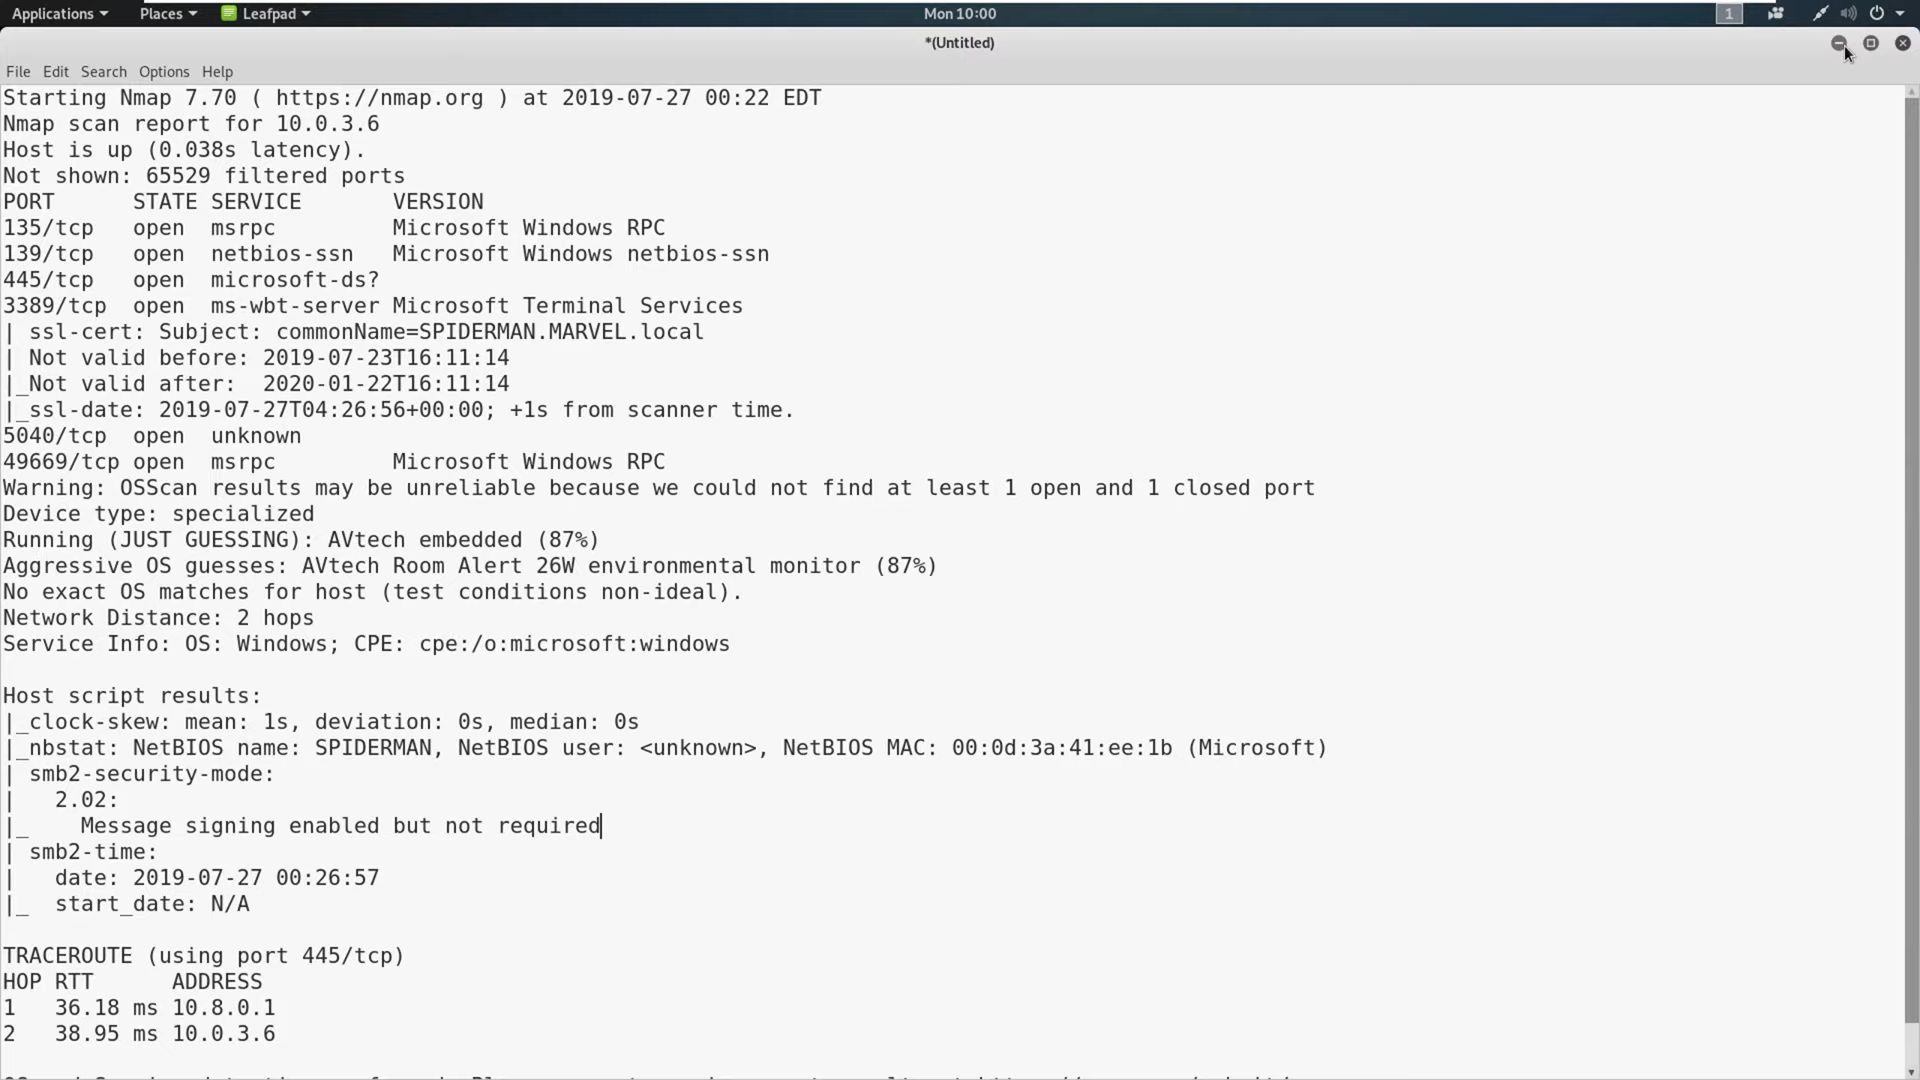 Applications Places Leafpad Mon 10:00 1
*(Untitled)
File Edit Search Options Help
Starting Nmap 7.70 ( https://nmap.org ) at 2019-07-27 00:22 EDT
Nmap scan report for 10.0.3.6
Host is up (0.038s latency).
Not shown: 65529 filtered ports
PORT      STATE SERVICE       VERSION
135/tcp   open  msrpc         Microsoft Windows RPC
139/tcp   open  netbios-ssn   Microsoft Windows netbios-ssn
445/tcp   open  microsoft-ds?
3389/tcp  open  ms-wbt-server Microsoft Terminal Services
| ssl-cert: Subject: commonName=SPIDERMAN.MARVEL.local
| Not valid before: 2019-07-23T16:11:14
|_Not valid after:  2020-01-22T16:11:14
|_ssl-date: 2019-07-27T04:26:56+00:00; +1s from scanner time.
5040/tcp  open  unknown
49669/tcp open  msrpc         Microsoft Windows RPC
Warning: OSScan results may be unreliable because we could not find at least 1 open and 1 closed port
Device type: specialized
Running (JUST GUESSING): AVtech embedded (87%)
Aggressive OS guesses: AVtech Room Alert 26W environmental monitor (87%)
No exact OS matches for host (test conditions non-ideal).
Network Distance: 2 hops
Service Info: OS: Windows; CPE: cpe:/o:microsoft:windows
Host script results:
|_clock-skew: mean: 1s, deviation: 0s, median: 0s
|_nbstat: NetBIOS name: SPIDERMAN, NetBIOS user: <unknown>, NetBIOS MAC: 00:0d:3a:41:ee:1b (Microsoft)
| smb2-security-mode:
|   2.02:
|_    Message signing enabled but not required
| smb2-time:
|   date: 2019-07-27 00:26:57
|_  start_date: N/A
TRACEROUTE (using port 445/tcp)
HOP RTT      ADDRESS
1   36.18 ms 10.8.0.1
2   38.95 ms 10.0.3.6